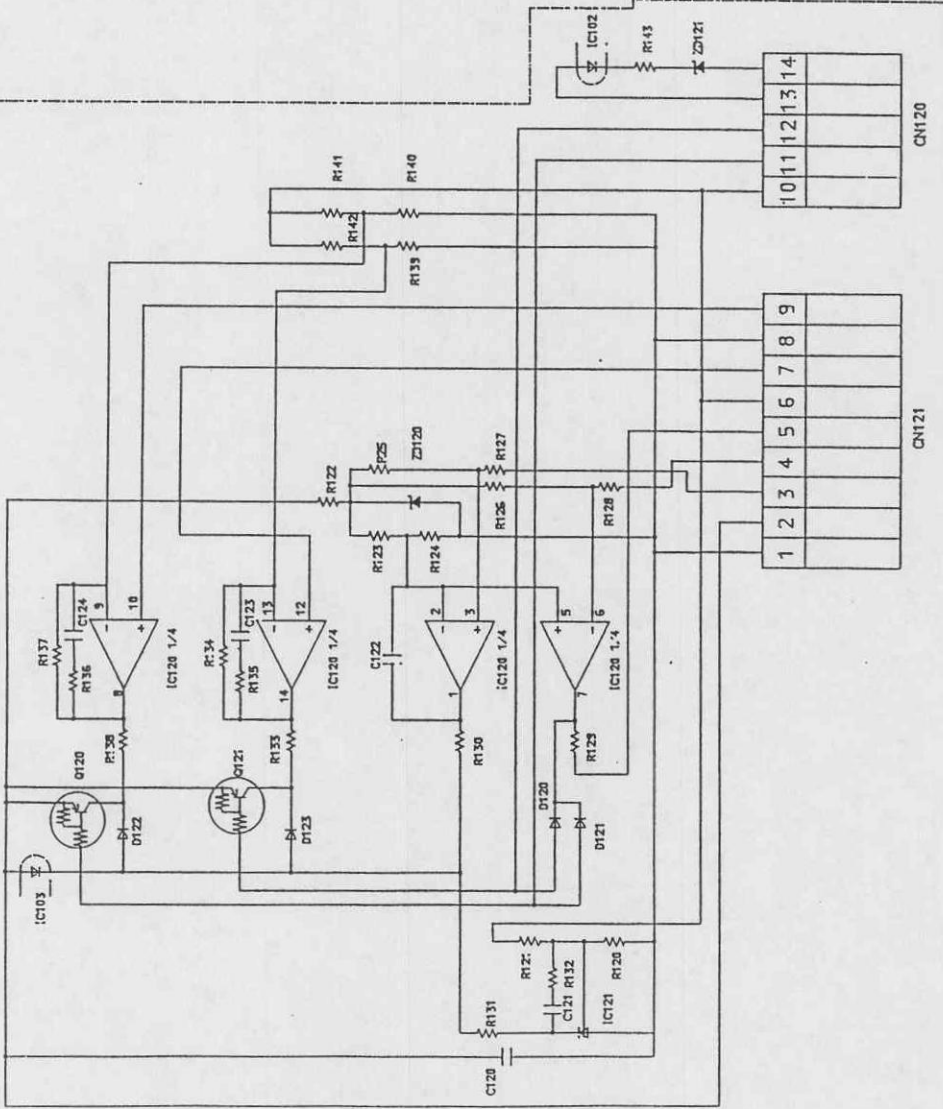 IC102
R143
ZD121
14
13
12
11
10
CN120
R141
R140
R142
R139
9
8
7
6
5
4
3
2
1
CN121
R122
R25
ZD120
R127
R126
R128
R123
R124
R137
C124
R136
9
10
8
IC120 1/4
R138
Q120
D122
IC103
R134
C123
R135
13
12
14
IC120 1/4
R133
Q121
D123
C122
2
3
1
IC120 1/4
R130
5
6
7
IC120 1/4
R129
D120
D121
R121
R132
R120
C121
IC121
R131
C120